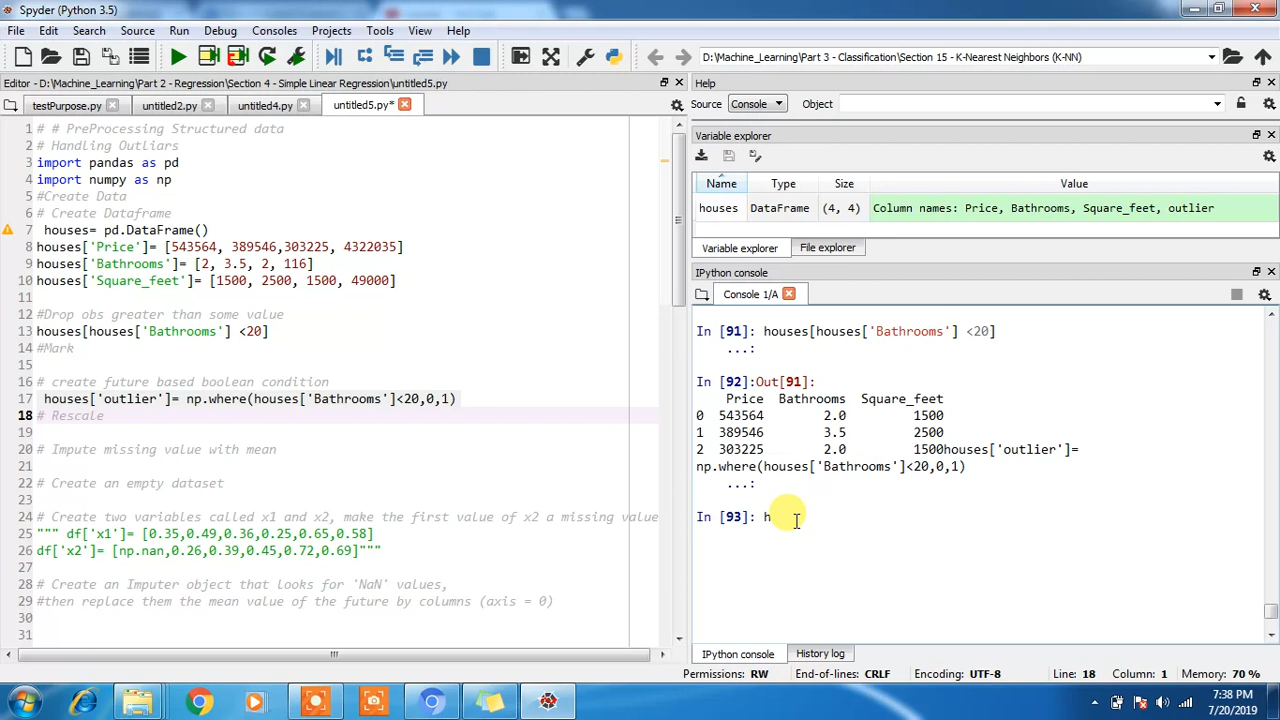 Spyder (Python 3.5)
File Edit Search Source Run Debug Consoles Projects Tools View Help
D:\Machine_Learning\Part 3 - Classification\Section 15 - K-Nearest Neighbors (K-NN)
Editor - D:\Machine_Learning\Part 2 - Regression\Section 4 - Simple Linear Regression\untitled5.py
testPurpose.py untitled2.py untitled4.py untitled5.py*
1 # # PreProcessing Structured data
2 # Handling Outliars
3 import pandas as pd
4 import numpy as np
5 #Create Data
6 # Create Dataframe
7 houses= pd.DataFrame()
8 houses['Price']= [543564, 389546,303225, 4322035]
9 houses['Bathrooms']= [2, 3.5, 2, 116]
10 houses['Square_feet']= [1500, 2500, 1500, 49000]
11
12 #Drop obs greater than some value
13 houses[houses['Bathrooms'] <20]
14 #Mark
15
16 # create future based boolean condition
17 houses['outlier']= np.where(houses['Bathrooms']<20,0,1)
18 # Rescale
19
20 # Impute missing value with mean
21
22 # Create an empty dataset
23
24 # Create two variables called x1 and x2, make the first value of x2 a missing value
25 """ df['x1']= [0.35,0.49,0.36,0.25,0.65,0.58]
26 df['x2']= [np.nan,0.26,0.39,0.45,0.72,0.69]"""
27
28 # Create an Imputer object that looks for 'NaN' values,
29 #then replace them the mean value of the future by columns (axis = 0)
30
31
Help
Source Console Object
Variable explorer
Name Type Size Value
houses DataFrame (4, 4) Column names: Price, Bathrooms, Square_feet, outlier
Variable explorer File explorer
IPython console
Console 1/A
In [91]: houses[houses['Bathrooms'] <20]
...:
In [92]:Out[91]:
Price Bathrooms Square_feet
0 543564 2.0 1500
1 389546 3.5 2500
2 303225 2.0 1500houses['outlier']=
np.where(houses['Bathrooms']<20,0,1)
...:
In [93]: h
IPython console History log
Permissions: RW End-of-lines: CRLF Encoding: UTF-8 Line: 18 Column: 1 Memory: 70 %
7:38 PM
7/20/2019